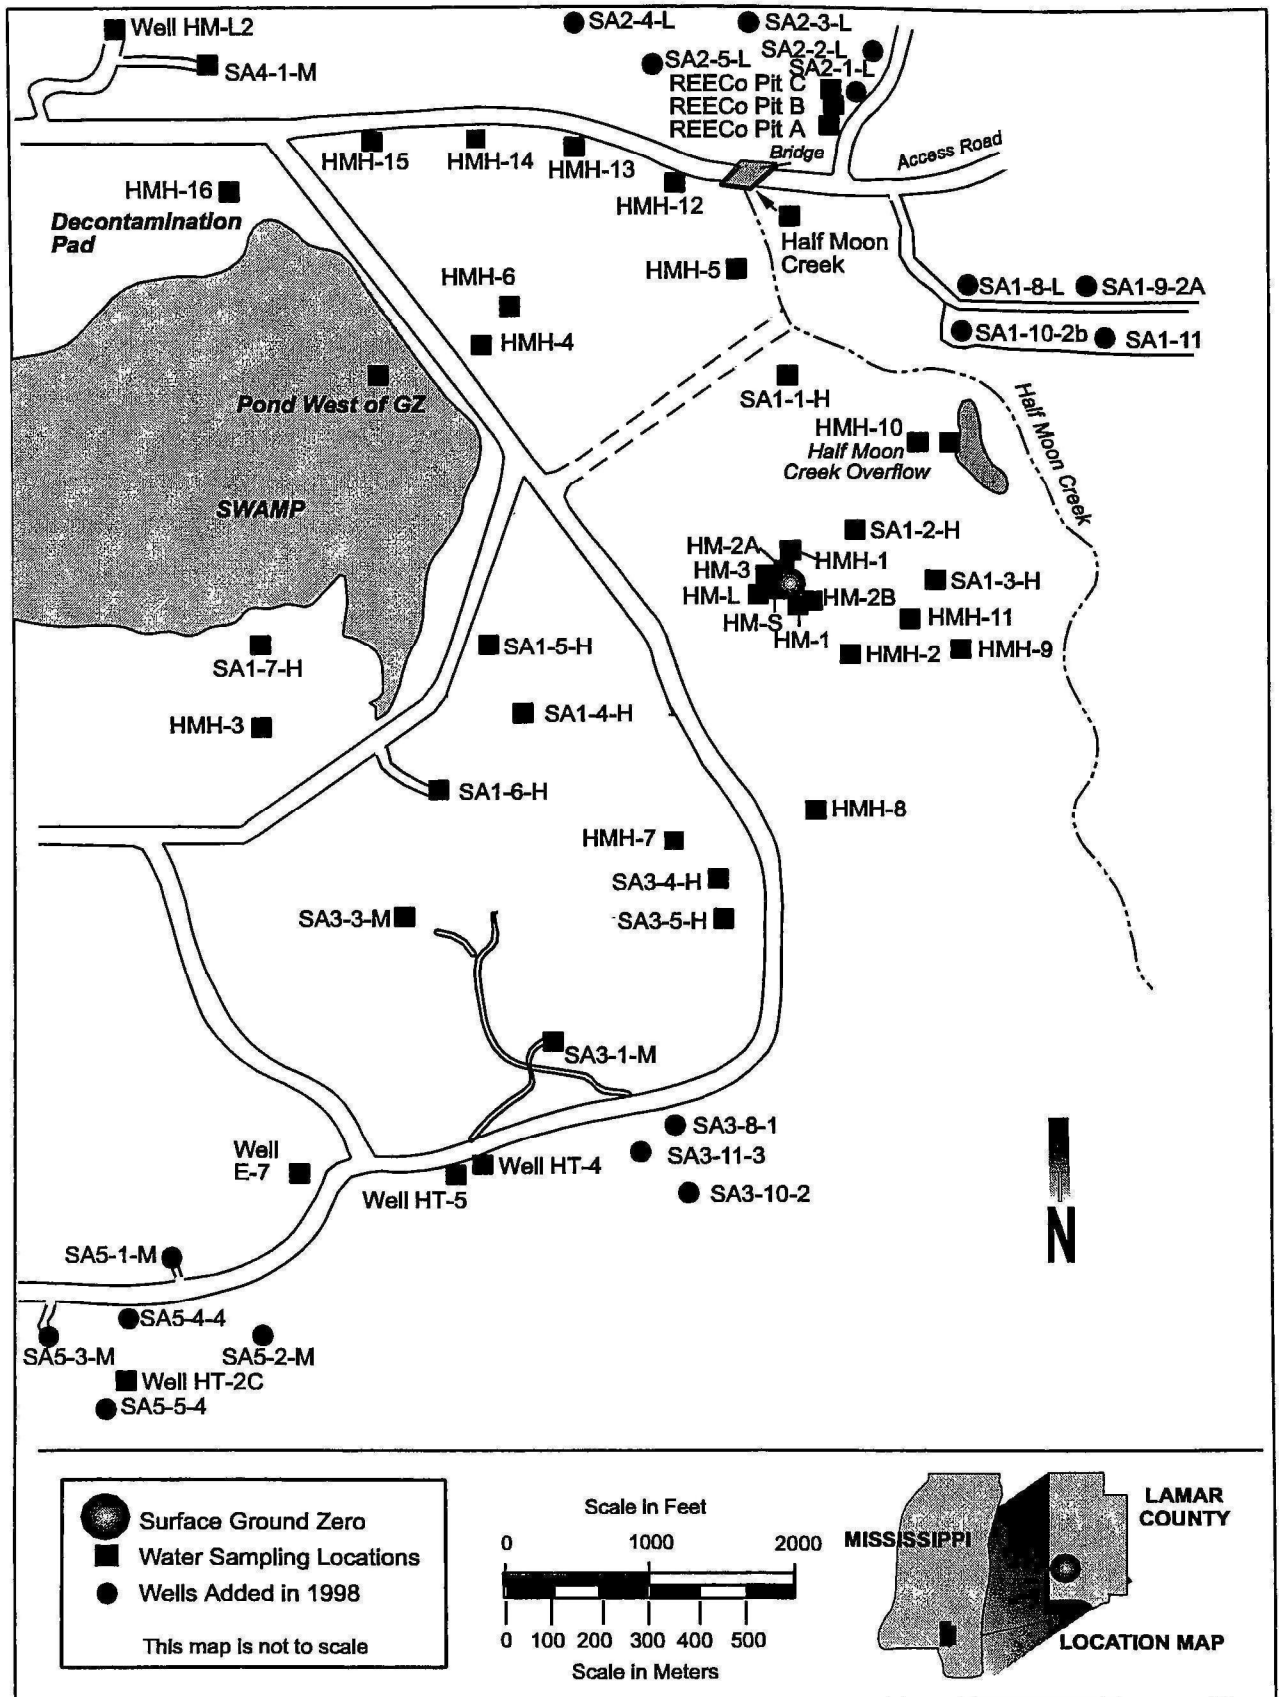 Well HM-L2
SA4-1-M
SA2-4-L
SA2-3-L
SA2-2-L
SA2-5-L
SA2-1-L
REECo Pit C
REECo Pit B
REECo Pit A
Bridge
Access Road
HMH-15
HMH-14
HMH-13
HMH-12
HMH-16
Decontamination
Pad
Half Moon
Creek
HMH-5
HMH-6
HMH-4
SA1-8-L
SA1-9-2A
SA1-10-2b
SA1-11
Pond West of GZ
SA1-1-H
Half Moon Creek
HMH-10
Half Moon
Creek Overflow
SWAMP
SA1-2-H
HM-2A
HMH-1
HM-3
SA1-3-H
HM-L
HM-2B
HM-S
HM-1
HMH-11
HMH-2
HMH-9
SA1-7-H
SA1-5-H
HMH-3
SA1-4-H
SA1-6-H
HMH-8
HMH-7
SA3-4-H
SA3-3-M
SA3-5-H
SA3-1-M
SA3-8-1
SA3-11-3
SA3-10-2
Well
E-7
Well HT-4
Well HT-5
N
SA5-1-M
SA5-4-4
SA5-3-M
SA5-2-M
Well HT-2C
SA5-5-4
Surface Ground Zero
Water Sampling Locations
Wells Added in 1998
This map is not to scale
Scale in Feet
0 1000 2000
0 100 200 300 400 500
Scale in Meters
MISSISSIPPI
LAMAR
COUNTY
LOCATION MAP